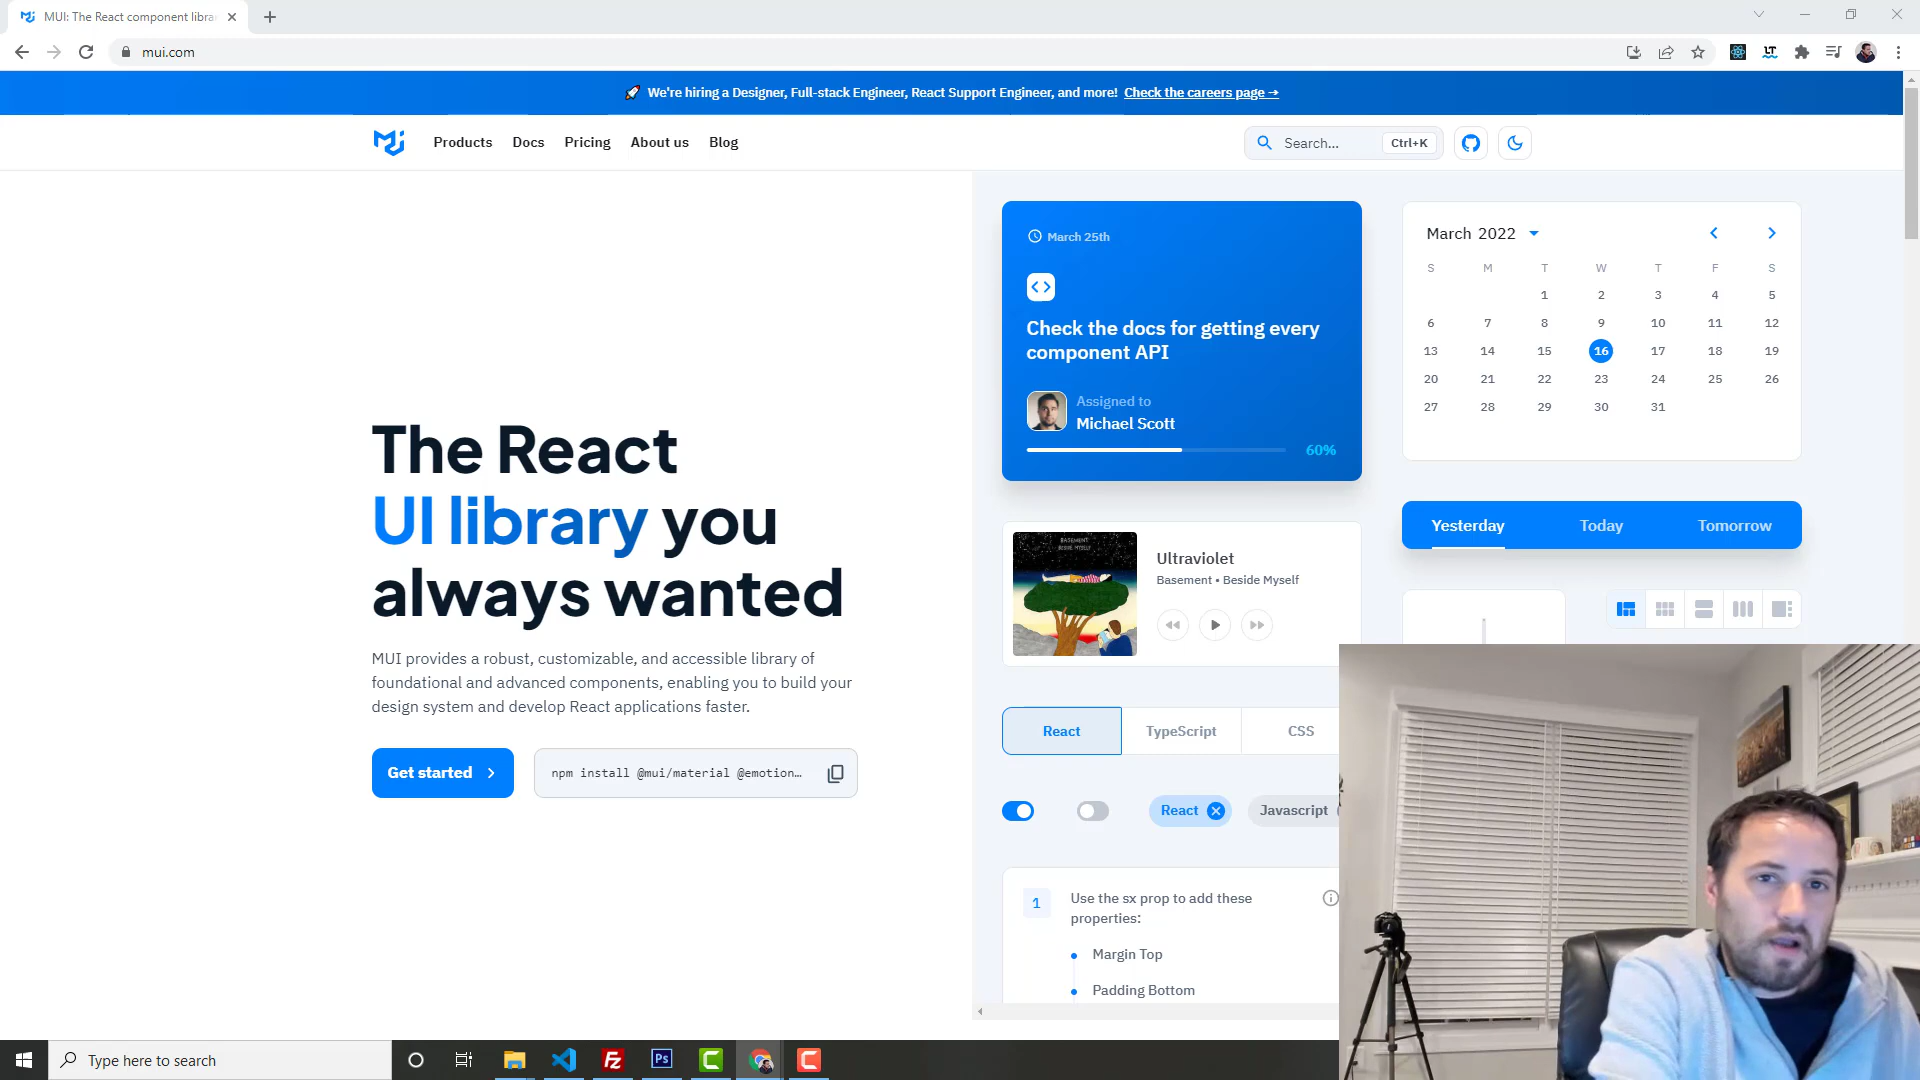 MUI: The React component libra
mui.com
We're hiring a Designer, Full-stack Engineer, React Support Engineer, and more! Check the careers page →
Products Docs Pricing About us Blog
Search... Ctrl+K
The React
UI library you
always wanted
MUI provides a robust, customizable, and accessible library of
foundational and advanced components, enabling you to build your
design system and develop React applications faster.
Get started
npm install @mui/material @emotion...
March 25th
Check the docs for getting every
component API
Assigned to
Michael Scott
60%
March 2022
S M T W T F S
1 2 3 4 5
6 7 8 9 10 11 12
13 14 15 16 17 18 19
20 21 22 23 24 25 26
27 28 29 30 31
BASEMENT
BESIDE MYSELF
Ultraviolet
Basement • Beside Myself
Yesterday Today Tomorrow
React TypeScript CSS
React Javascript
1
Use the sx prop to add these
properties:
Margin Top
Padding Bottom
Type here to search
Fz
Ps
C
C
LT